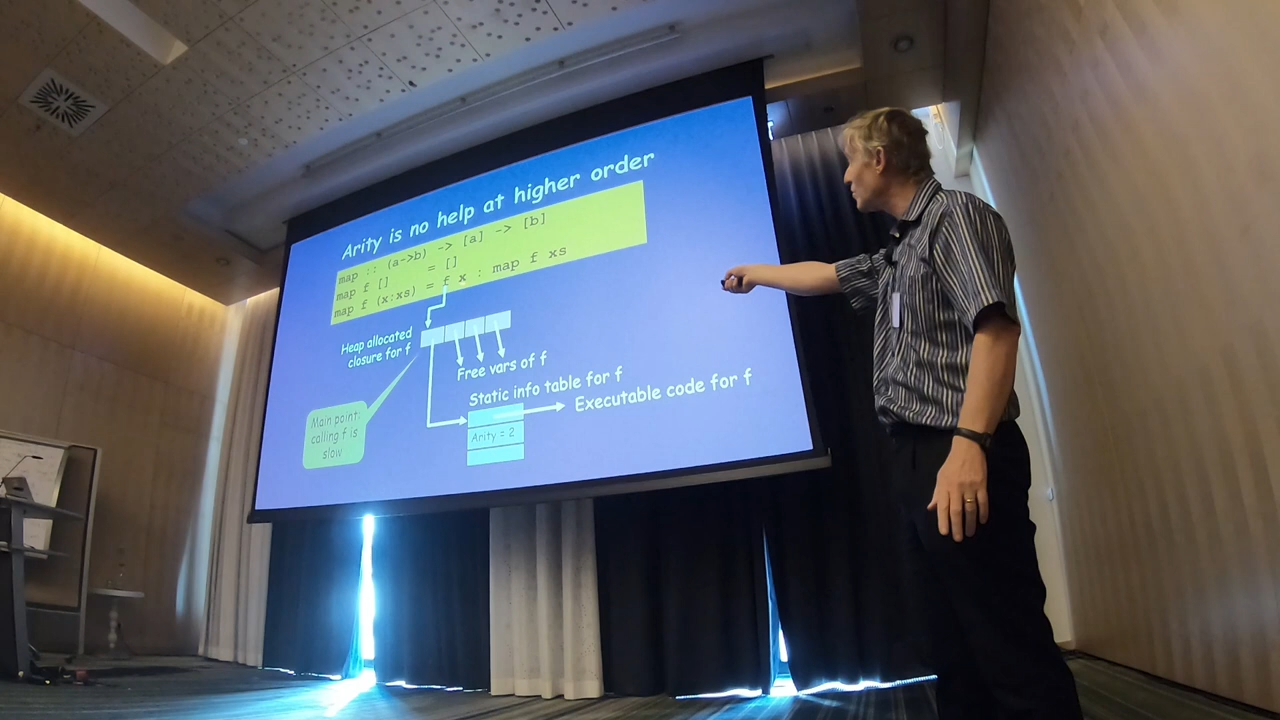 Arity is no help at higher order
map :: (a->b) -> [a] -> [b]
map f [] = []
map f (x:xs) = f x : map f xs
Heap allocated
closure for f
Free vars of f
Static info table for f
Executable code for f
Arity = 2
Main point:
calling f is
slow